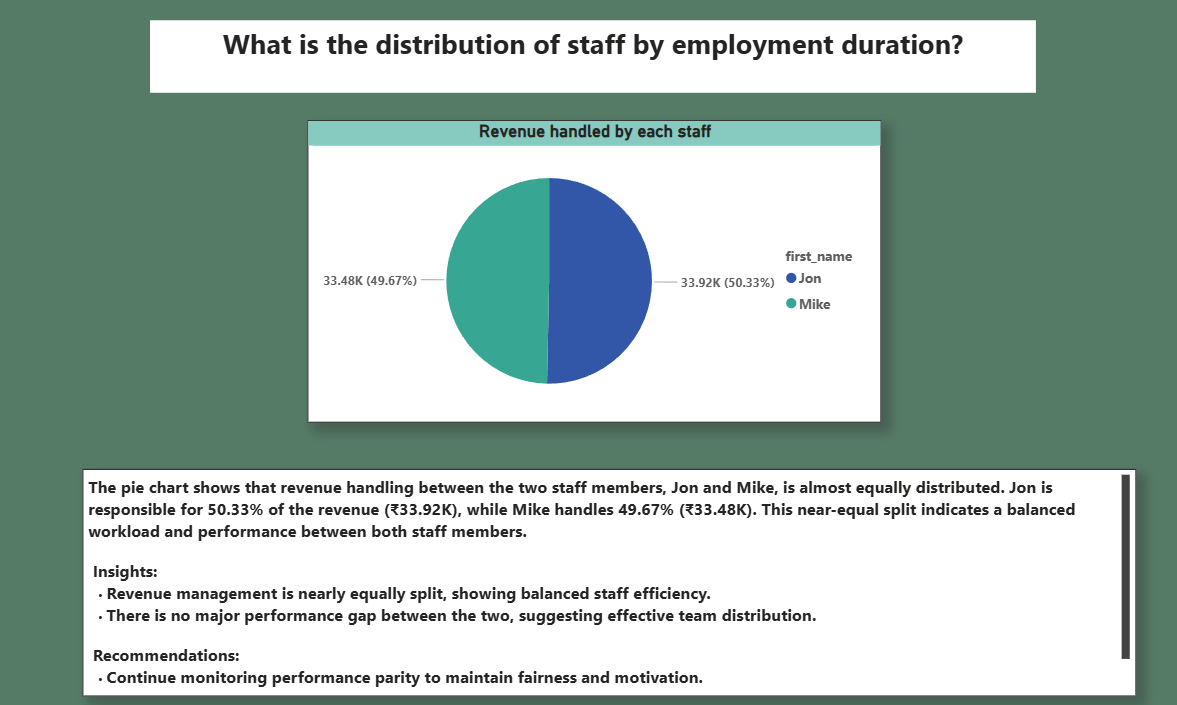 What is the distribution of staff by employment duration?
Revenue handled by each staff
33.48K (49.67%)
33.92K (50.33%)
first_name
Jon
Mike
The pie chart shows that revenue handling between the two staff members, Jon and Mike, is almost equally distributed. Jon is
responsible for 50.33% of the revenue (₹33.92K), while Mike handles 49.67% (₹33.48K). This near-equal split indicates a balanced
workload and performance between both staff members.
Insights:
• Revenue management is nearly equally split, showing balanced staff efficiency.
• There is no major performance gap between the two, suggesting effective team distribution.
Recommendations:
• Continue monitoring performance parity to maintain fairness and motivation.